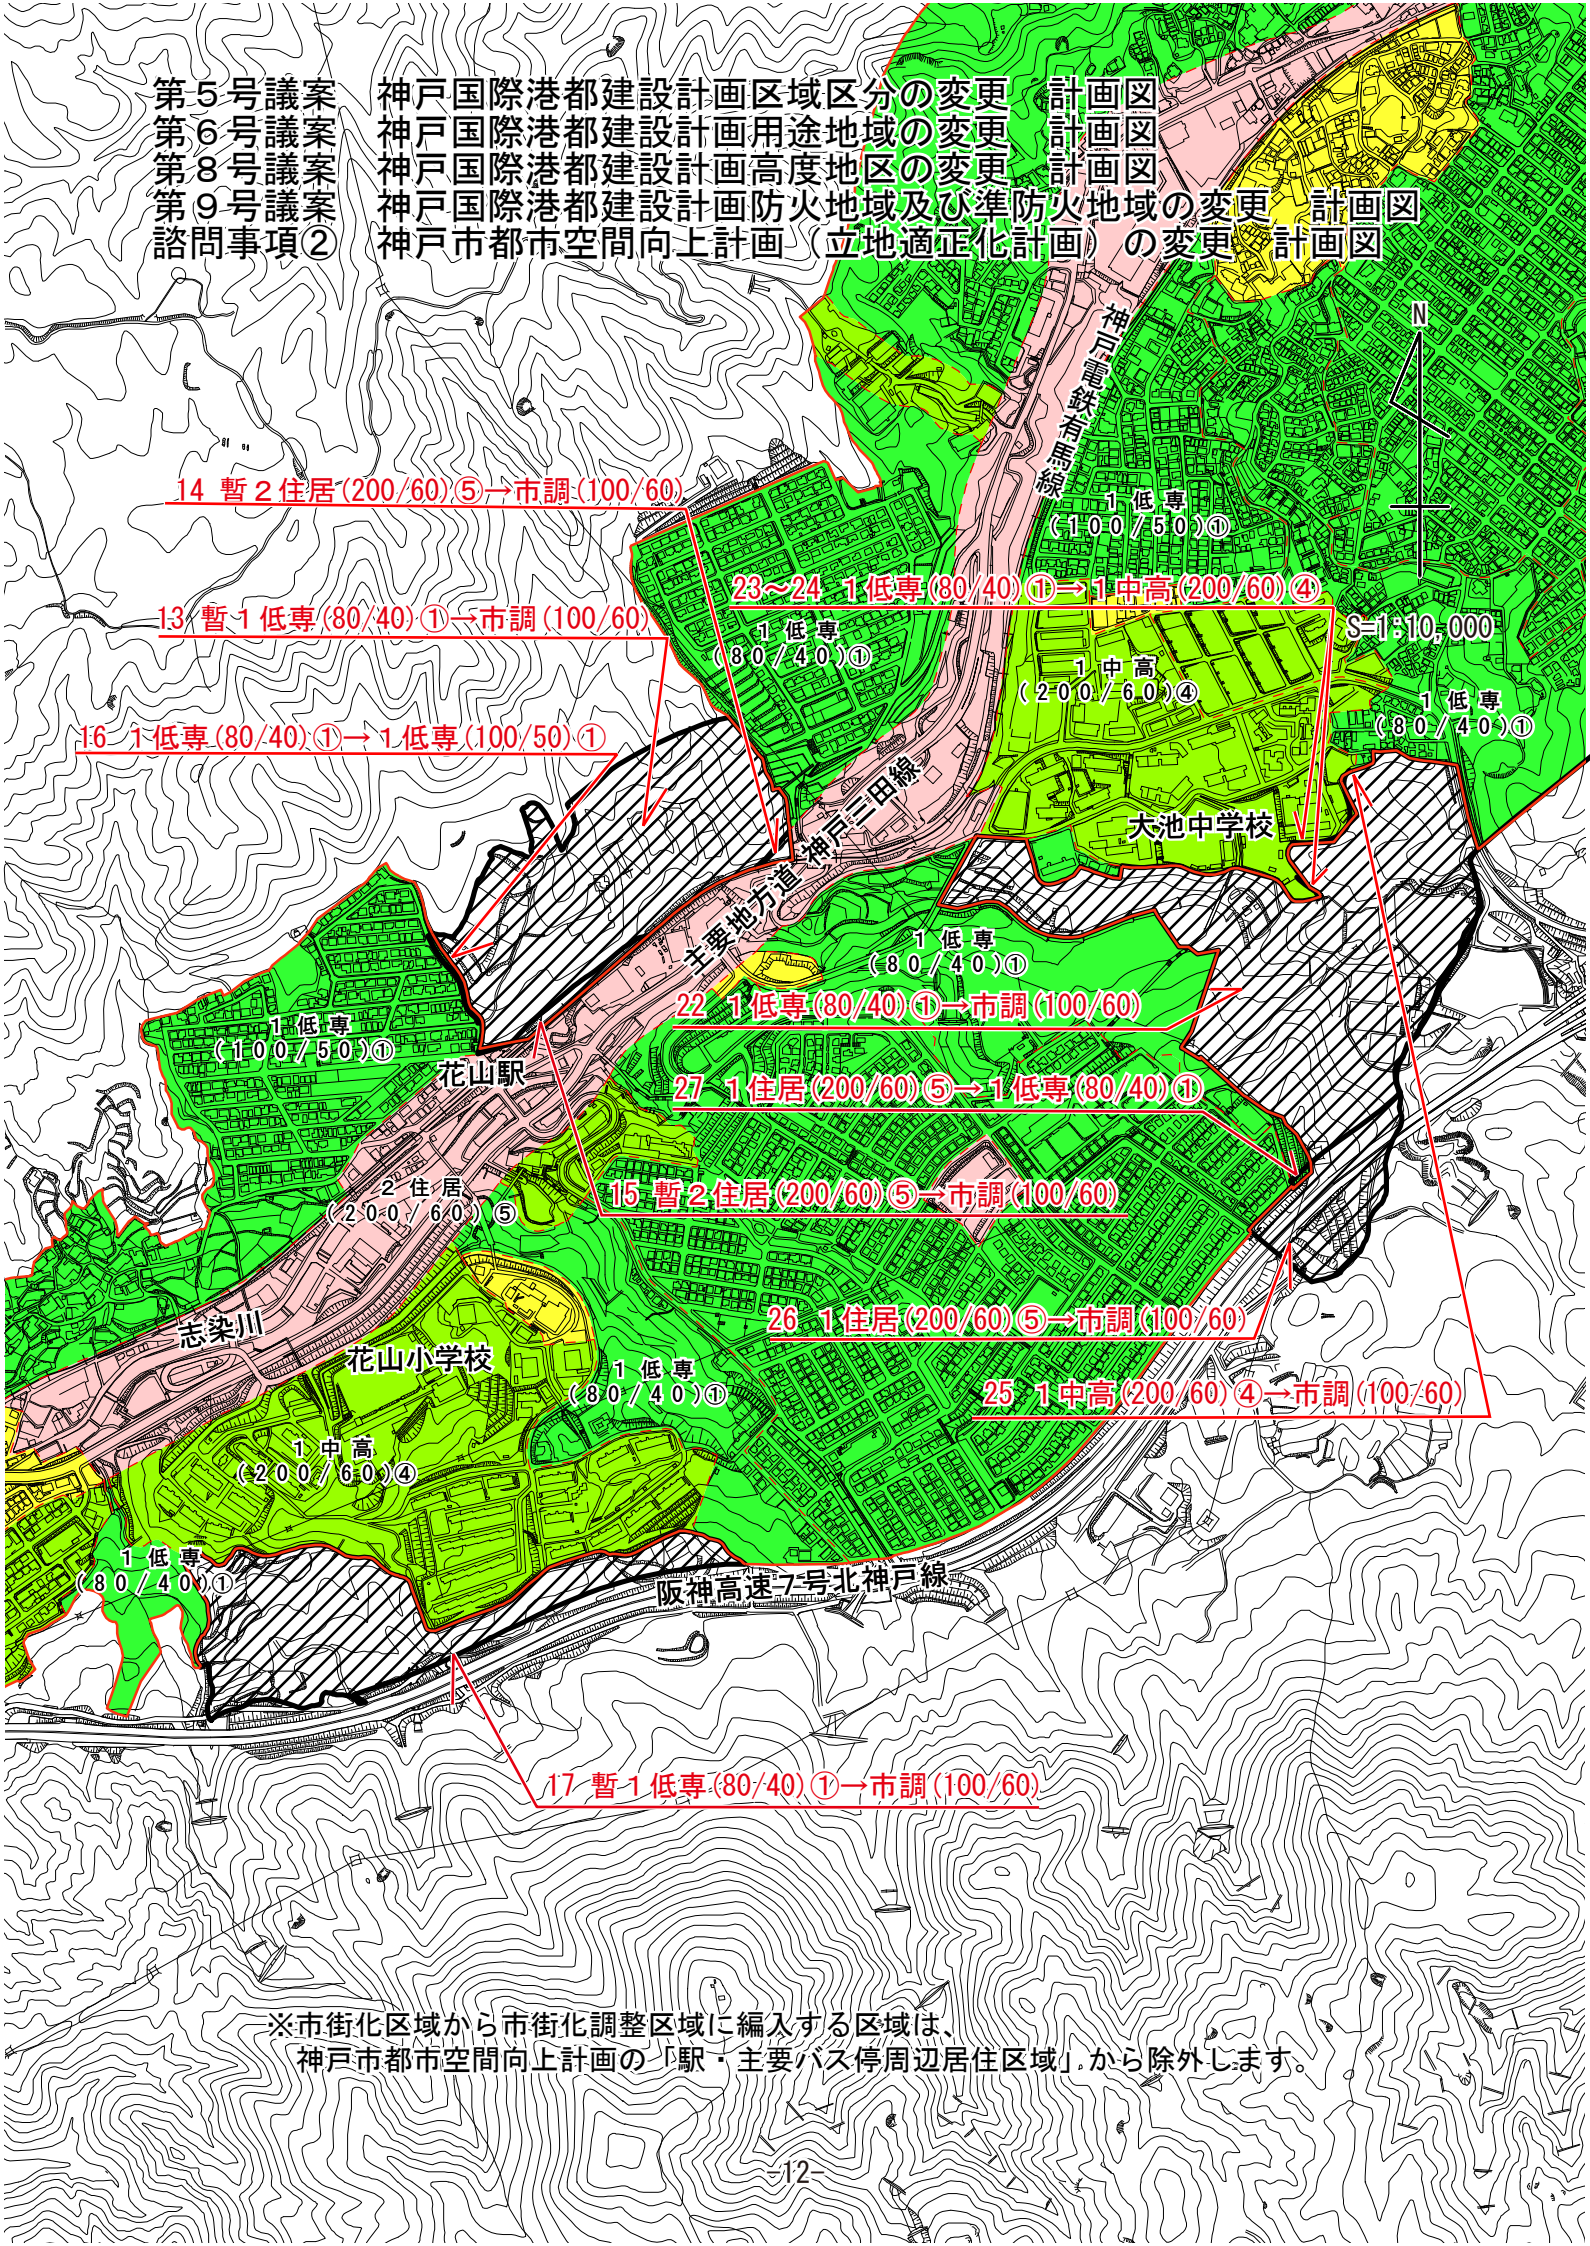 第５号議案　神戸国際港都建設計画区域区分の変更　計画図
第６号議案　神戸国際港都建設計画用途地域の変更　計画図
第８号議案　神戸国際港都建設計画高度地区の変更　計画図
第９号議案　神戸国際港都建設計画防火地域及び準防火地域の変更　計画図
諮問事項②　神戸市都市空間向上計画（立地適正化計画）の変更　計画図
N
神戸電鉄有馬線
14 暫２住居(200/60)⑤→市調(100/60)
１低専
(100/50)①
23～24 １低専(80/40)①→１中高(200/60)④
13 暫１低専(80/40)①→市調(100/60)
１低専
(80/40)①
S=1:10,000
１中高
(200/60)④
１低専
(80/40)①
16 １低専(80/40)①→１低専(100/50)①
主要地方道 神戸三田線
大池中学校
１低専
(80/40)①
22 １低専(80/40)①→市調(100/60)
１低専
(100/50)①
花山駅
27 １住居(200/60)⑤→１低専(80/40)①
２住居
(200/60)⑤
15 暫２住居(200/60)⑤→市調(100/60)
26 １住居(200/60)⑤→市調(100/60)
志染川
花山小学校
１低専
(80/40)①
25 １中高(200/60)④→市調(100/60)
１中高
(200/60)④
１低専
(80/40)①
阪神高速７号北神戸線
17 暫１低専(80/40)①→市調(100/60)
※市街化区域から市街化調整区域に編入する区域は、
神戸市都市空間向上計画の「駅・主要バス停周辺居住区域」から除外します。
-12-